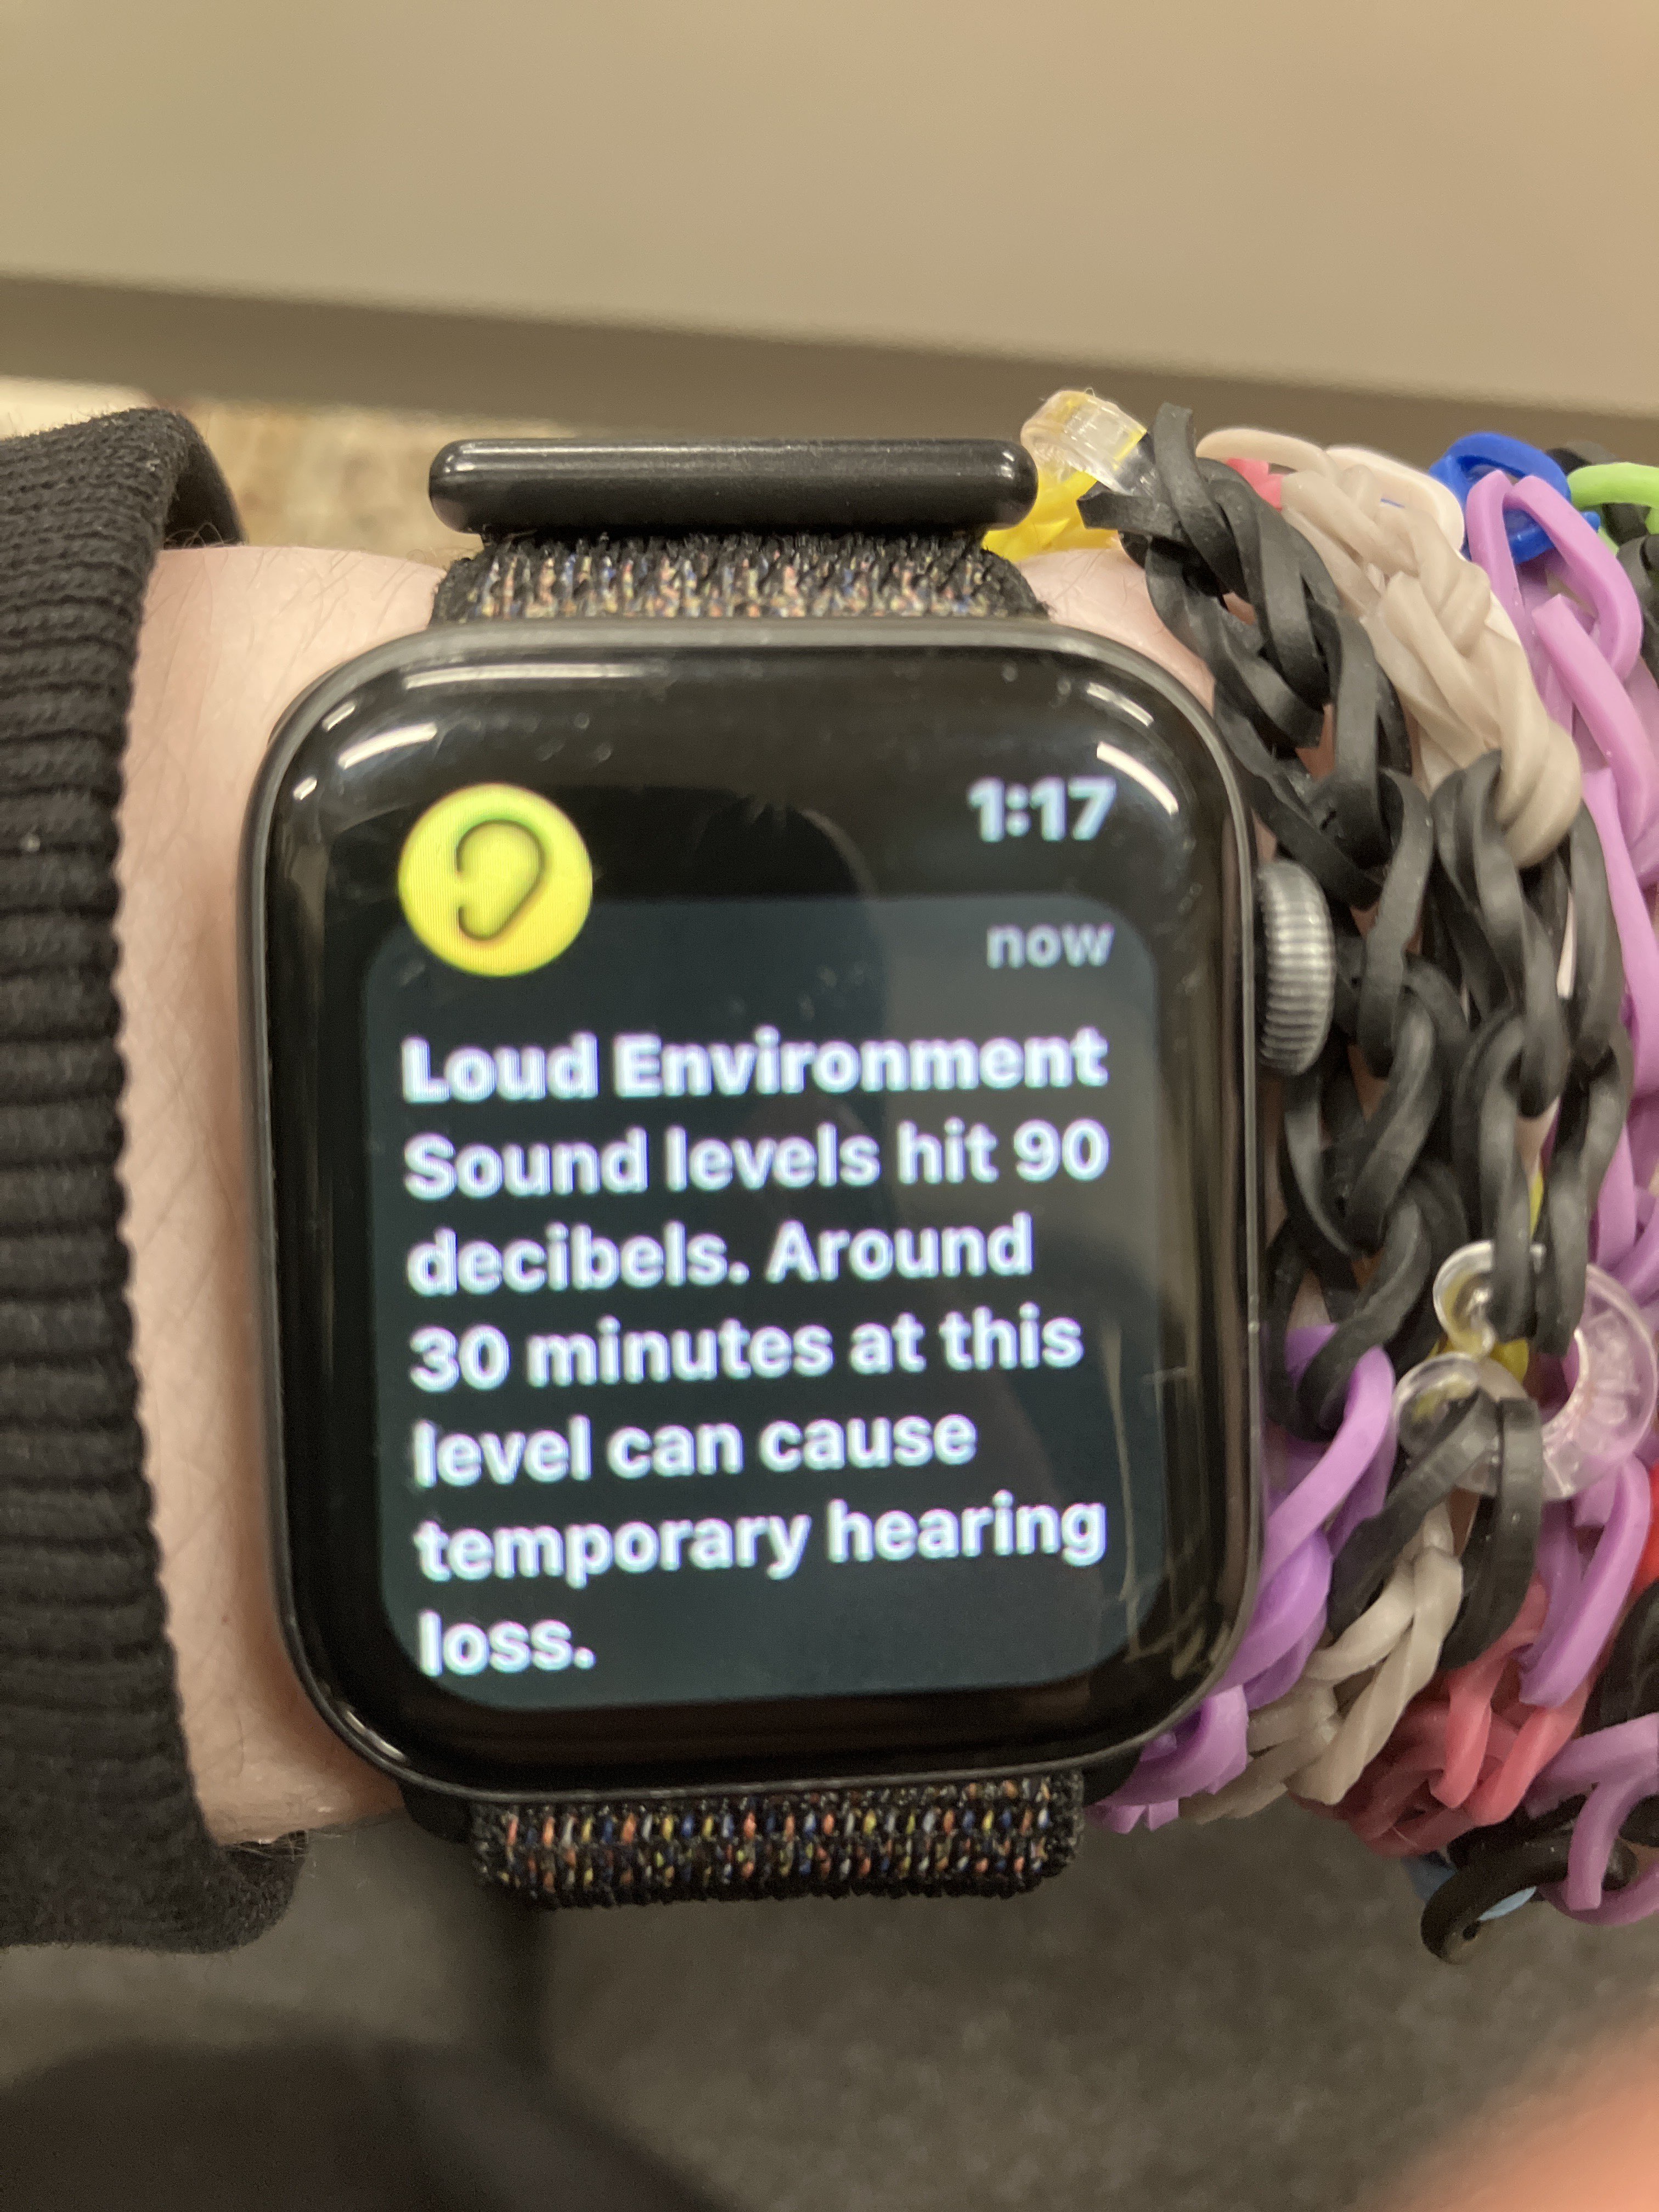 1:17
now
Loud Environment
Sound levels hit 90
decibels. Around
30 minutes at this
level can cause
temporary hearing
loss.